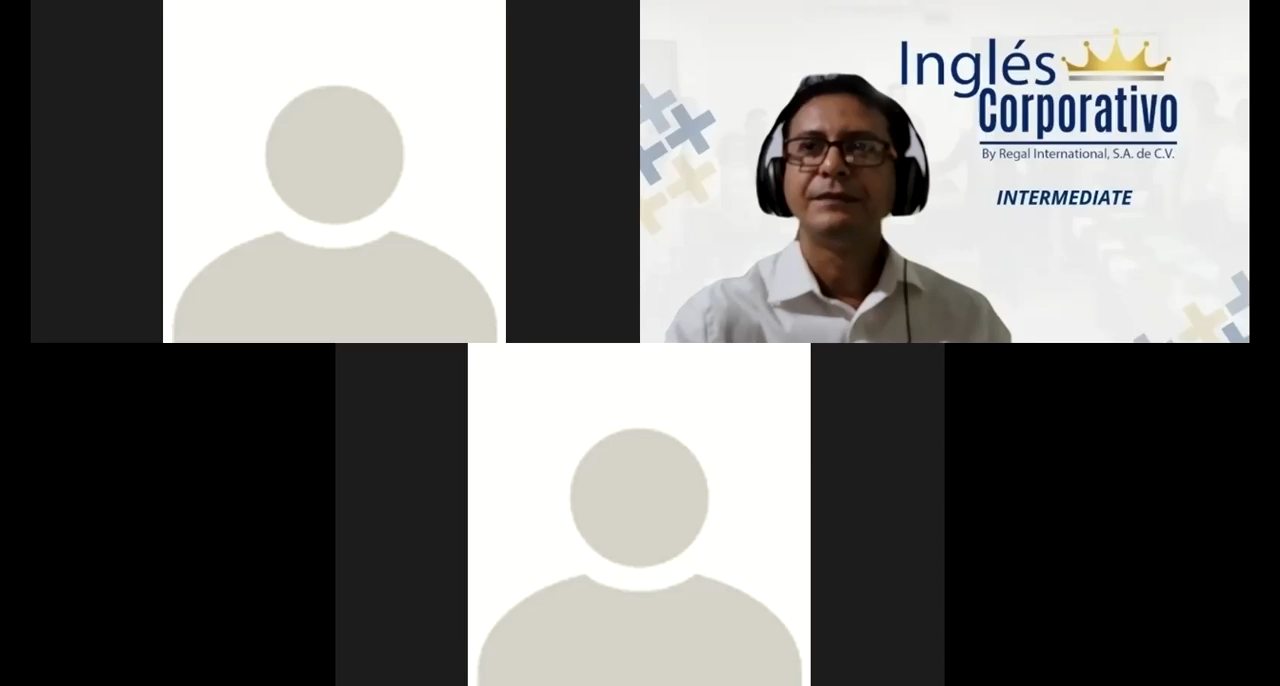 Inglés
Corporativo
By Regal International, S.A. de C.V.
INTERMEDIATE